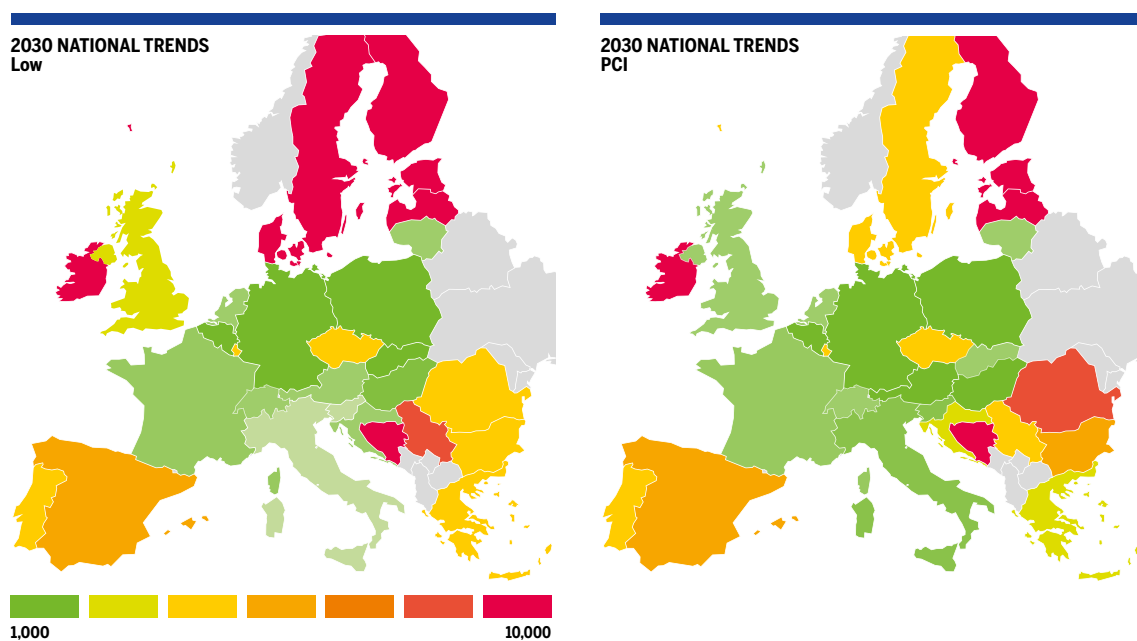 2030 NATIONAL TRENDS
Low
2030 NATIONAL TRENDS
PCI
1,000
10,000